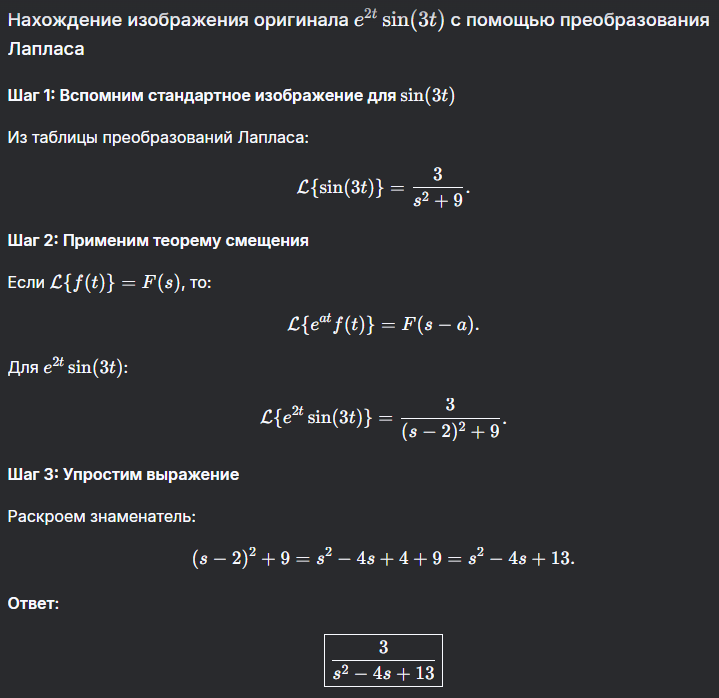 Нахождение изображения оригинала $e^{2t}\sin(3t)$ с помощью преобразования
Лапласа
Шаг 1: Вспомним стандартное изображение для $\sin(3t)$
Из таблицы преобразований Лапласа:
$\mathcal{L}\{\sin(3t)\} = \frac{3}{s^2 + 9}.$
Шаг 2: Применим теорему смещения
Если $\mathcal{L}\{f(t)\} = F(s)$, то:
$\mathcal{L}\{e^{at}f(t)\} = F(s - a).$
Для $e^{2t}\sin(3t)$:
$\mathcal{L}\{e^{2t}\sin(3t)\} = \frac{3}{(s - 2)^2 + 9}.$
Шаг 3: Упростим выражение
Раскроем знаменатель:
$(s - 2)^2 + 9 = s^2 - 4s + 4 + 9 = s^2 - 4s + 13.$
Ответ:
$\boxed{\frac{3}{s^2 - 4s + 13}}$